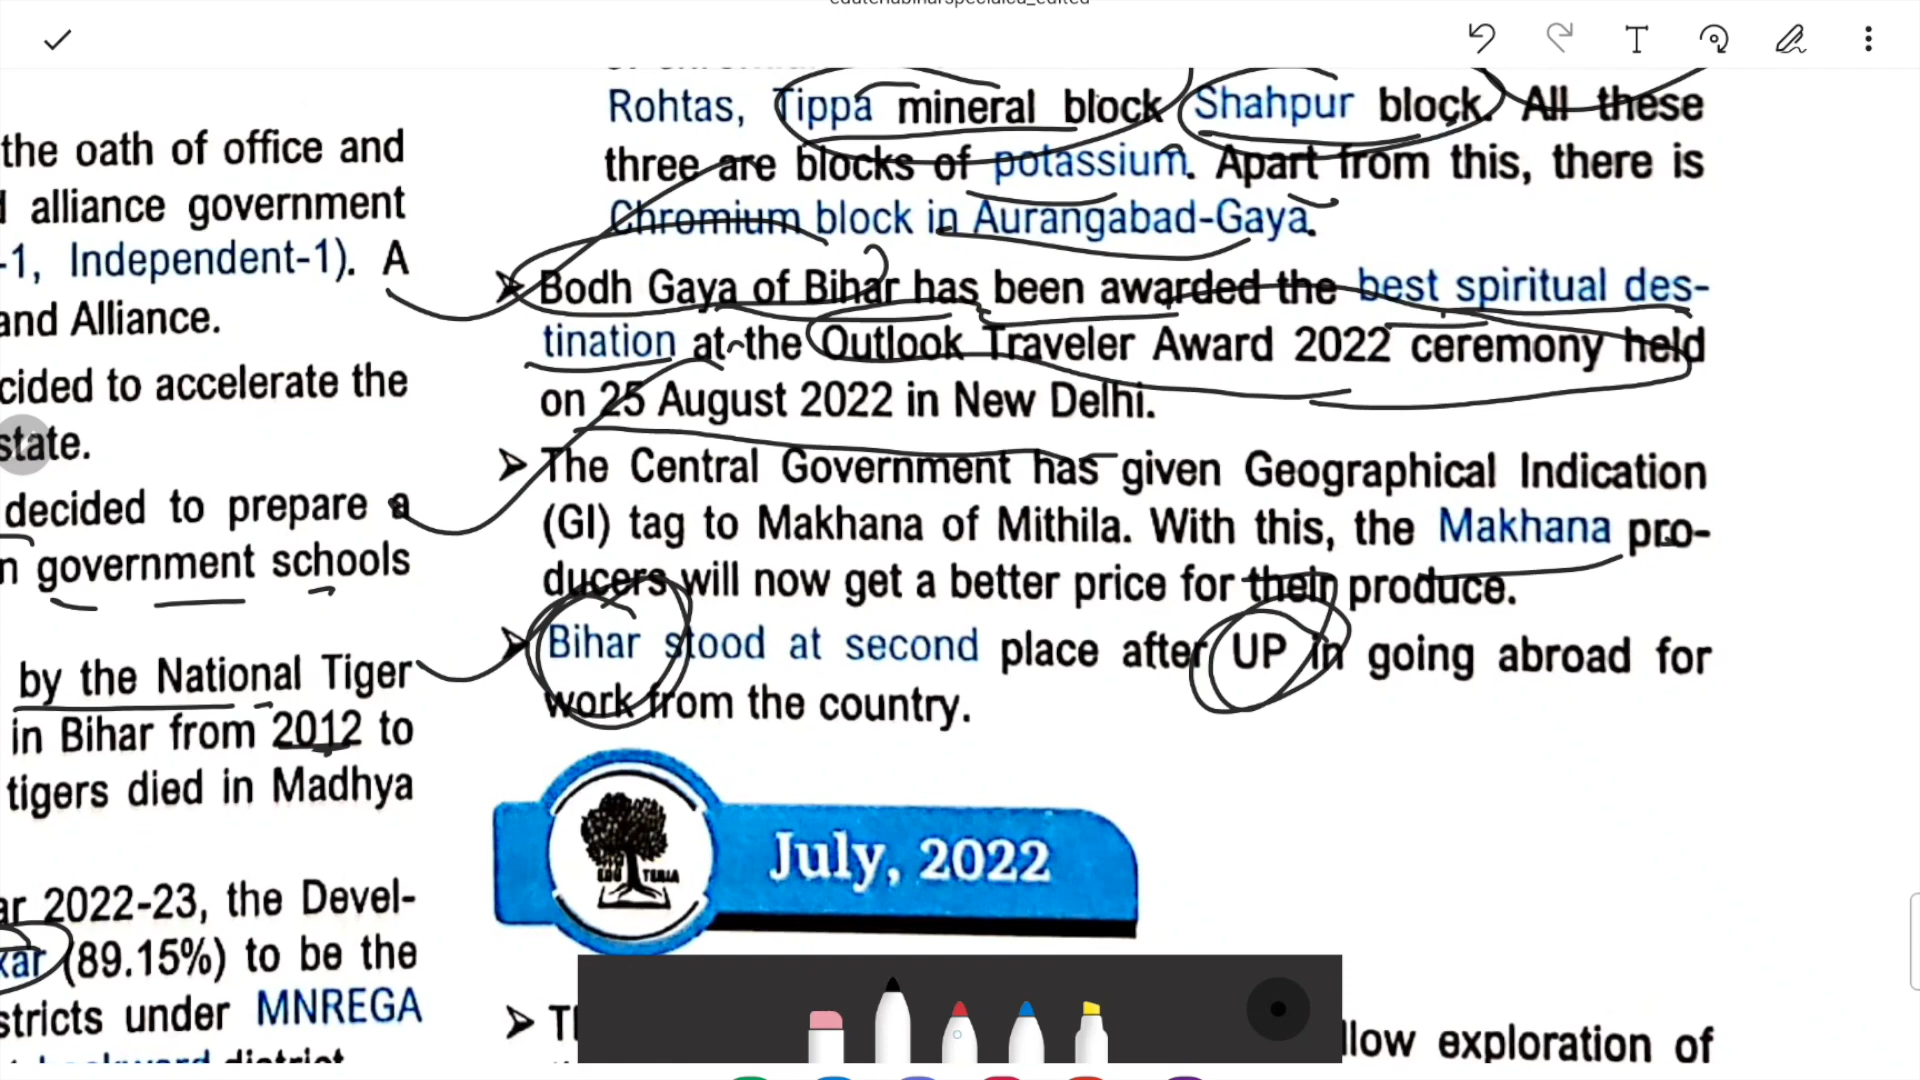 the oath of office and
alliance government
-1, Independent-1). A
and Alliance.
cided to accelerate the
state.
decided to prepare a
n government schools
by the National Tiger
in Bihar from 2012 to
tigers died in Madhya
ar 2022-23, the Devel-
kar (89.15%) to be the
stricts under MNREGA
district
Rohtas, Tippa mineral block Shahpur block. All these
three are blocks of potassium. Apart from this, there is
Chromium block in Aurangabad-Gaya.
➤ Bodh Gaya of Bihar has been awarded the best spiritual des-
tination at the Outlook Traveler Award 2022 ceremony held
on 25 August 2022 in New Delhi.
➤ The Central Government has given Geographical Indication
(GI) tag to Makhana of Mithila. With this, the Makhana pro-
ducers will now get a better price for their produce.
➤ Bihar stood at second place after UP in going abroad for
work from the country.
EDU TERIA
July, 2022
llow exploration of